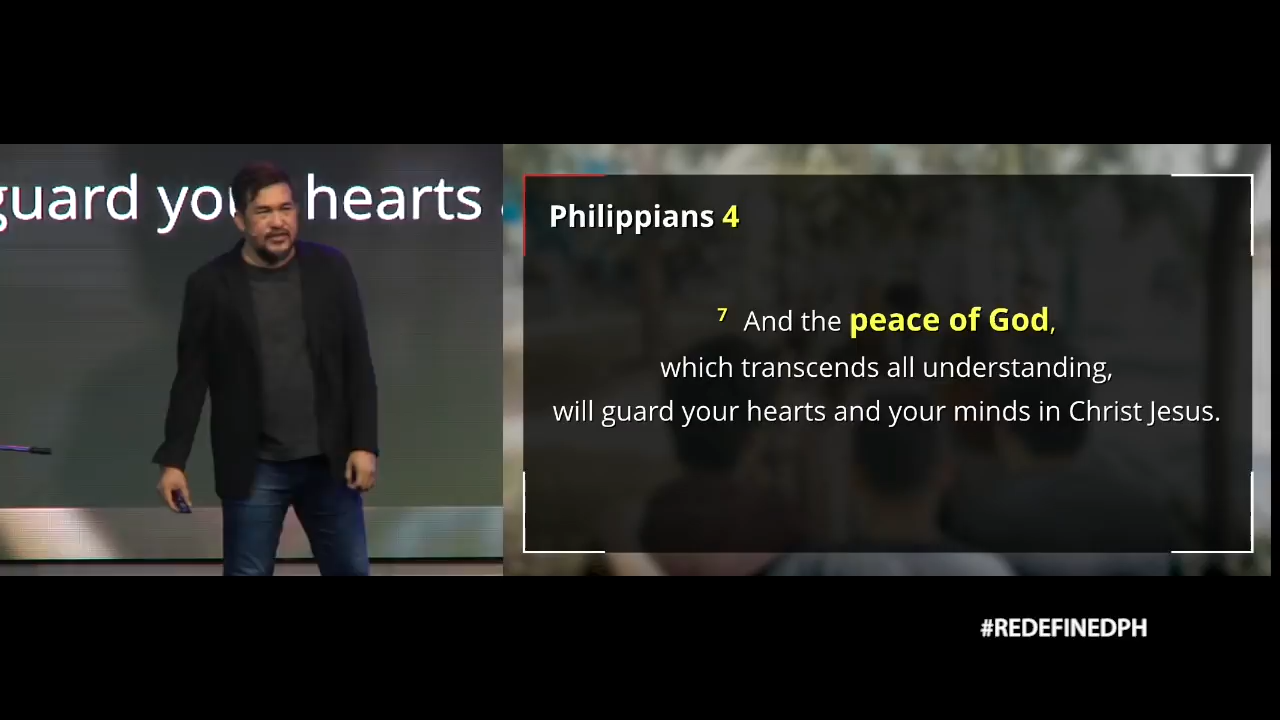 guard your hearts
Philippians 4
7 And the peace of God,
which transcends all understanding,
will guard your hearts and your minds in Christ Jesus.
#REDEFINEDPH